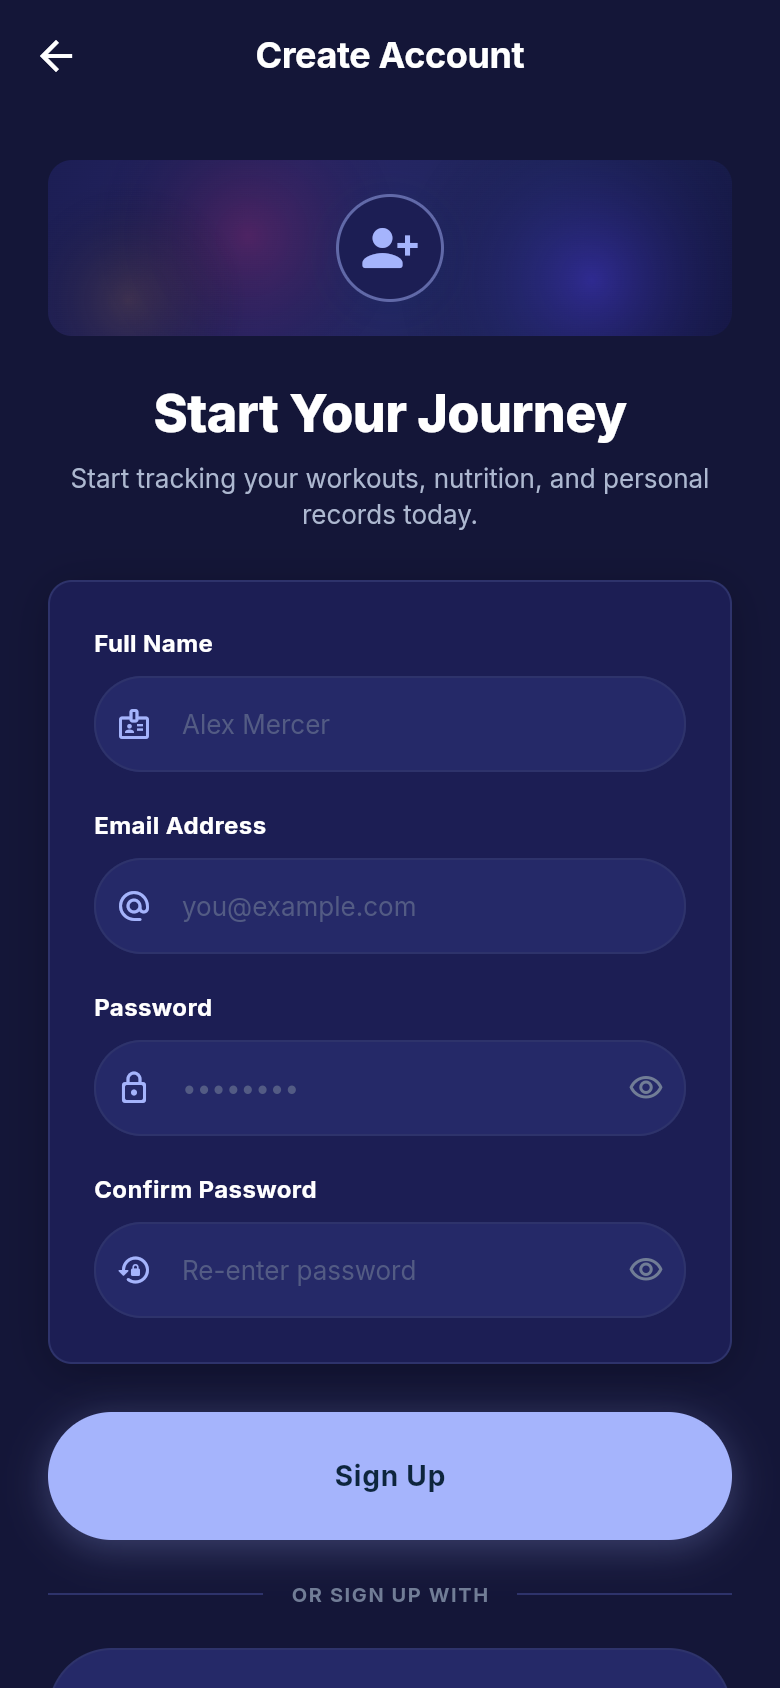 Create Account
Start Your Journey
Start tracking your workouts, nutrition, and personal
records today.
Full Name
Alex Mercer
Email Address
you@example.com
Password
••••••••
Confirm Password
Re-enter password
Sign Up
OR SIGN UP WITH